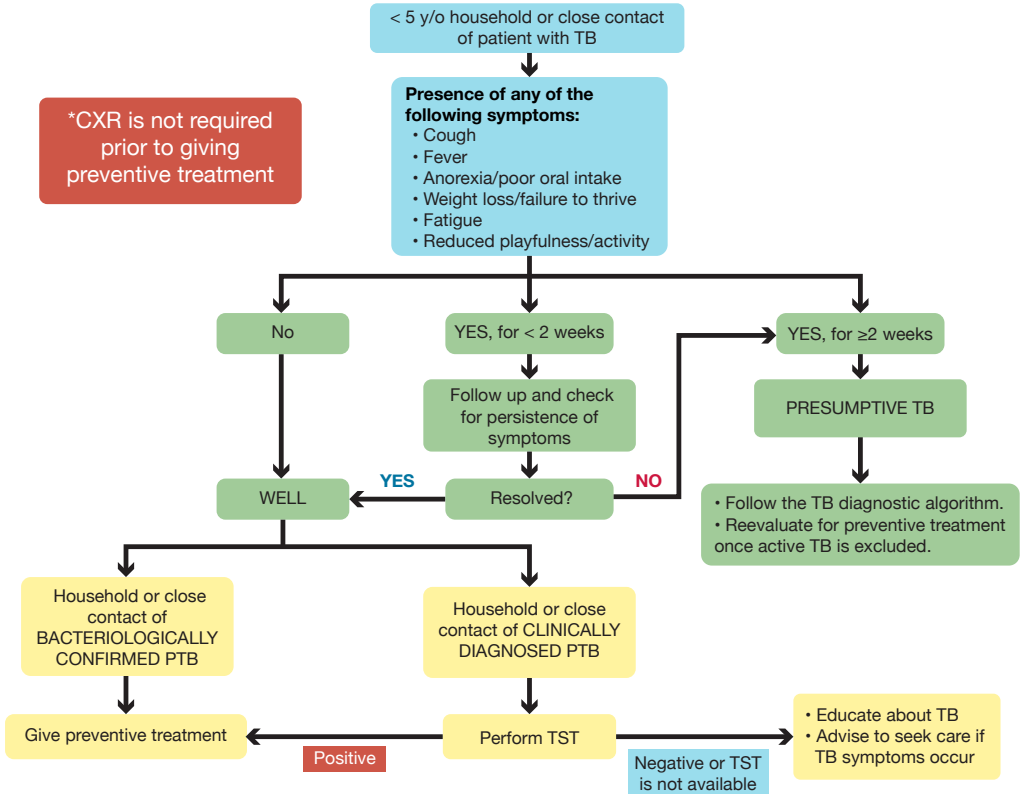 < 5 y/o household or close contact
of patient with TB
*CXR is not required
prior to giving
preventive treatment
Presence of any of the
following symptoms:
• Cough
• Fever
• Anorexia/poor oral intake
• Weight loss/failure to thrive
• Fatigue
• Reduced playfulness/activity
No
YES, for < 2 weeks
YES, for ≥2 weeks
Follow up and check
for persistence of
symptoms
PRESUMPTIVE TB
WELL
YES
Resolved?
NO
• Follow the TB diagnostic algorithm.
• Reevaluate for preventive treatment
once active TB is excluded.
Household or close
contact of
BACTERIOLOGICALLY
CONFIRMED PTB
Household or close
contact of CLINICALLY
DIAGNOSED PTB
Give preventive treatment
Positive
Perform TST
Negative or TST
is not available
• Educate about TB
• Advise to seek care if
TB symptoms occur